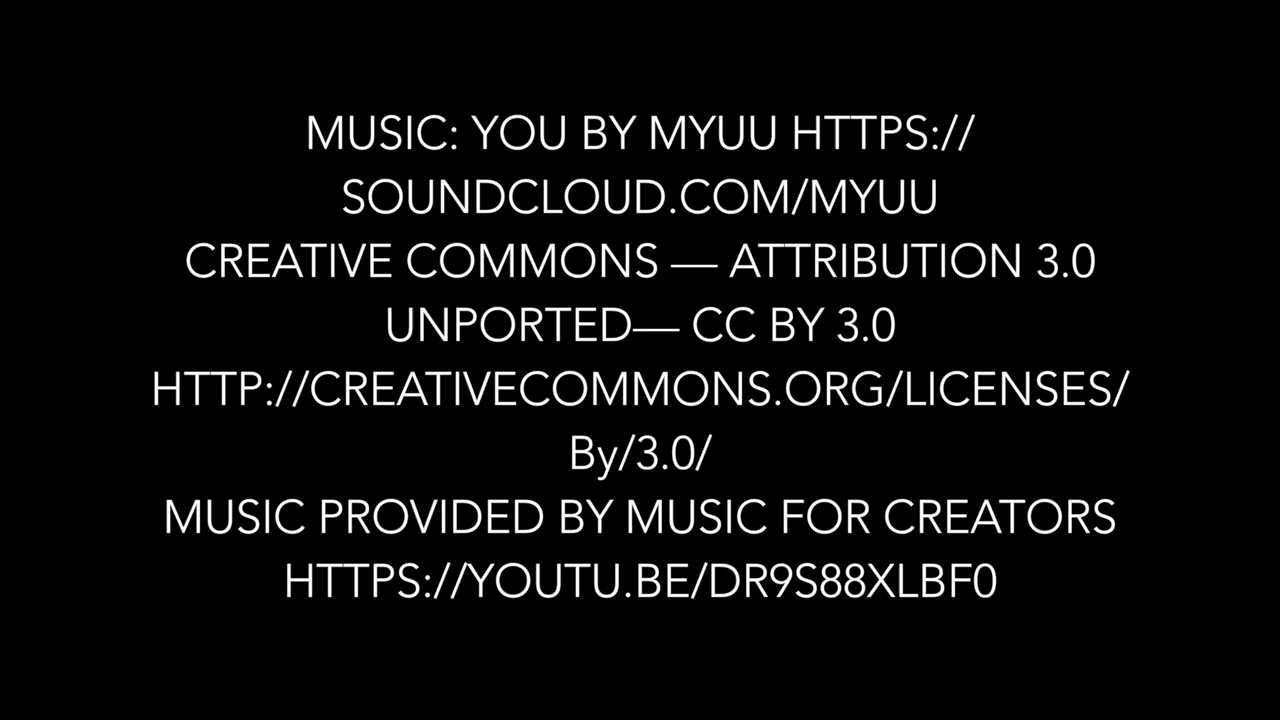 MUSIC: YOU BY MYUU HTTPS://
SOUNDCLOUD.COM/MYUU
CREATIVE COMMONS — ATTRIBUTION 3.0
UNPORTED— CC BY 3.0
HTTP://CREATIVECOMMONS.ORG/LICENSES/
By/3.0/
MUSIC PROVIDED BY MUSIC FOR CREATORS
HTTPS://YOUTU.BE/DR9S88XLBF0